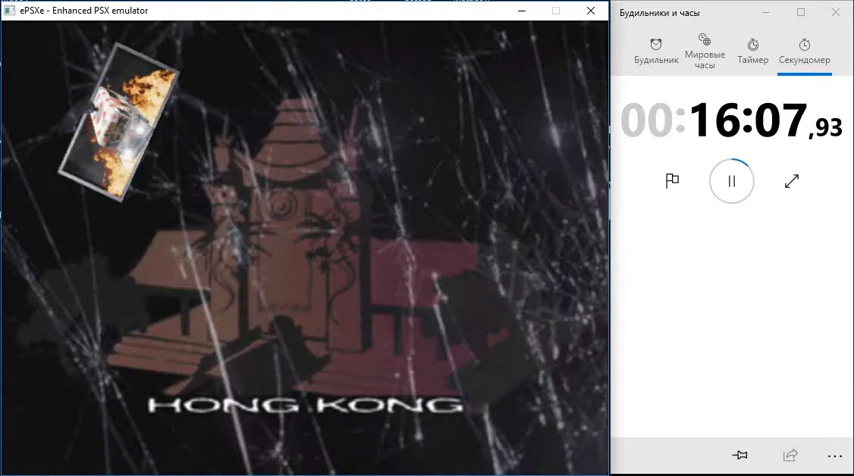 ePSXe - Enhanced PSX emulator
HONG KONG
Будильники и часы
Будильник
Мировые часы
Таймер
Секундомер
00:16:07,93